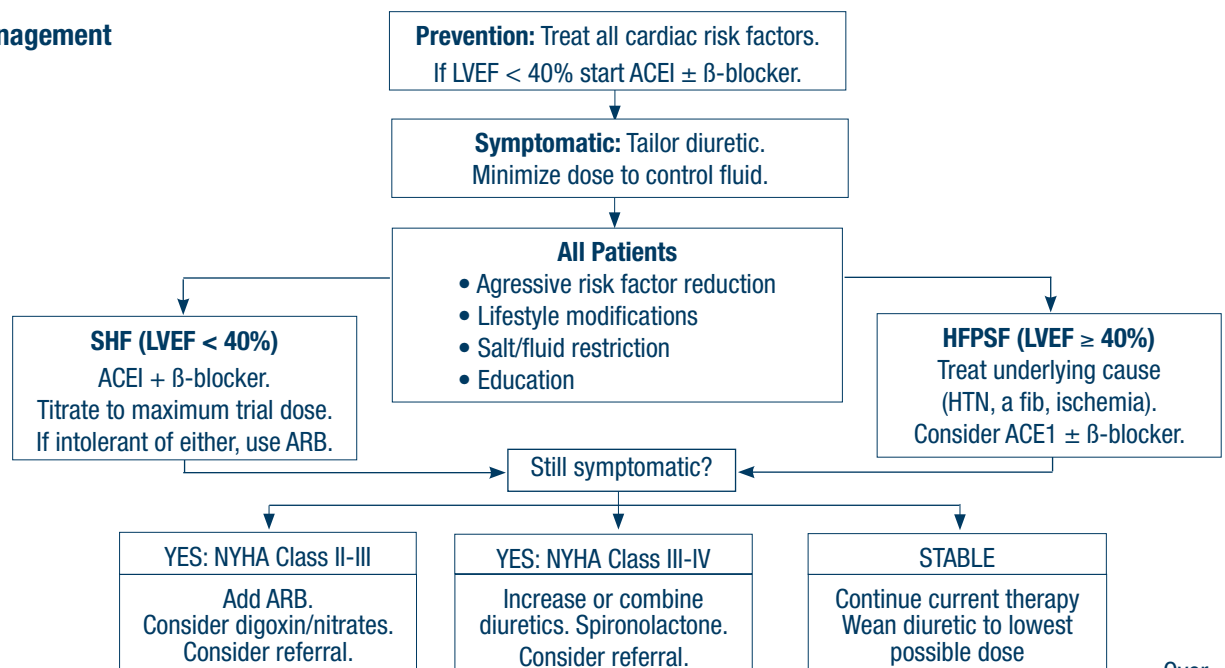 nagement
Prevention: Treat all cardiac risk factors.
If LVEF < 40% start ACEI ± ß-blocker.
Symptomatic: Tailor diuretic.
Minimize dose to control fluid.
All Patients
• Agressive risk factor reduction
• Lifestyle modifications
• Salt/fluid restriction
• Education
SHF (LVEF < 40%)
ACEI + ß-blocker.
Titrate to maximum trial dose.
If intolerant of either, use ARB.
HFPSF (LVEF ≥ 40%)
Treat underlying cause
(HTN, a fib, ischemia).
Consider ACE1 ± ß-blocker.
Still symptomatic?
YES: NYHA Class II-III
Add ARB.
Consider digoxin/nitrates.
Consider referral.
YES: NYHA Class III-IV
Increase or combine
diuretics. Spironolactone.
Consider referral.
STABLE
Continue current therapy
Wean diuretic to lowest
possible dose